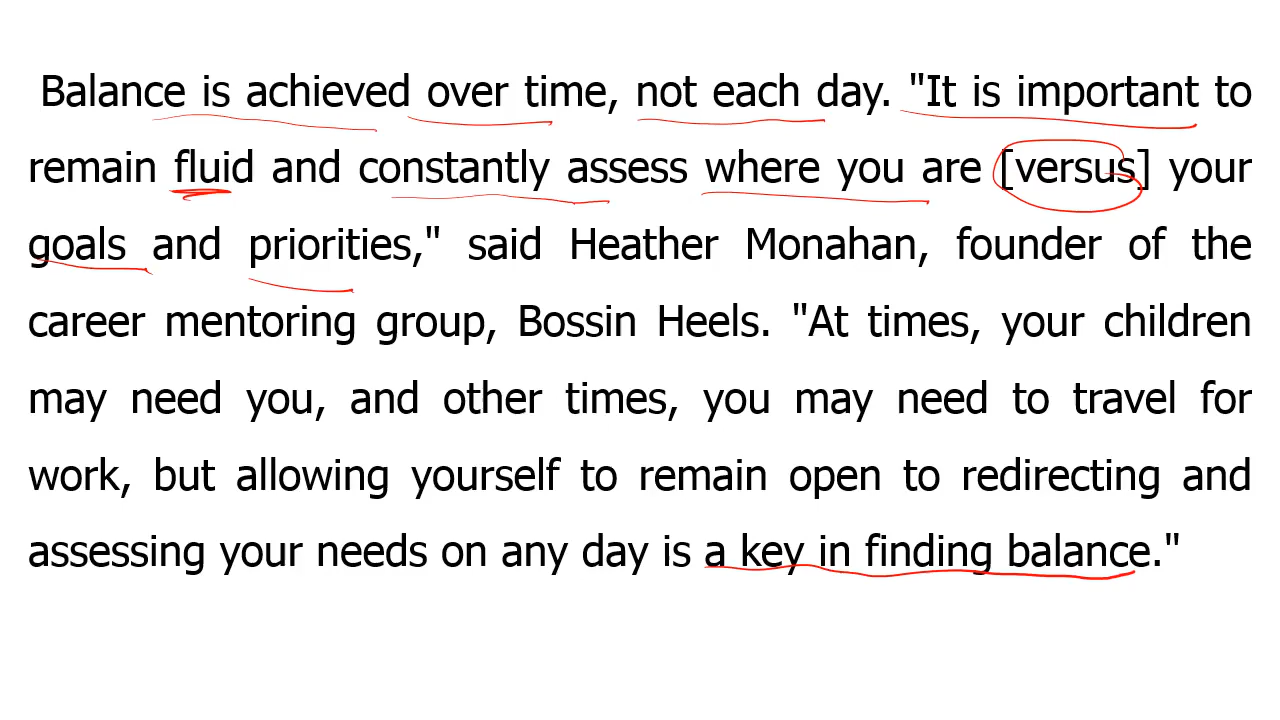 Balance is achieved over time, not each day. "It is important to
remain fluid and constantly assess where you are [versus] your
goals and priorities," said Heather Monahan, founder of the
career mentoring group, Bossin Heels. "At times, your children
may need you, and other times, you may need to travel for
work, but allowing yourself to remain open to redirecting and
assessing your needs on any day is a key in finding balance."